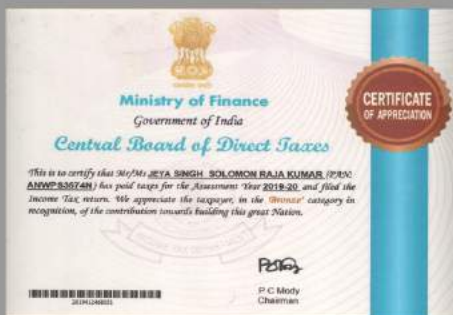 Ministry of Finance
Government of India
Central Board of Direct Taxes
CERTIFICATE
OF APPRECIATION
This is to certify that Mr/Ms JEYA SINGH SOLOMON RAJA KUMAR (PAN:
ANWPS3574N) has paid taxes for the Assessment Year 2019-20 and filed the
Income Tax return. We appreciate the taxpayer, in the 'Bronze' category in
recognition, of the contribution towards building this great Nation.
P C Mody
Chairman